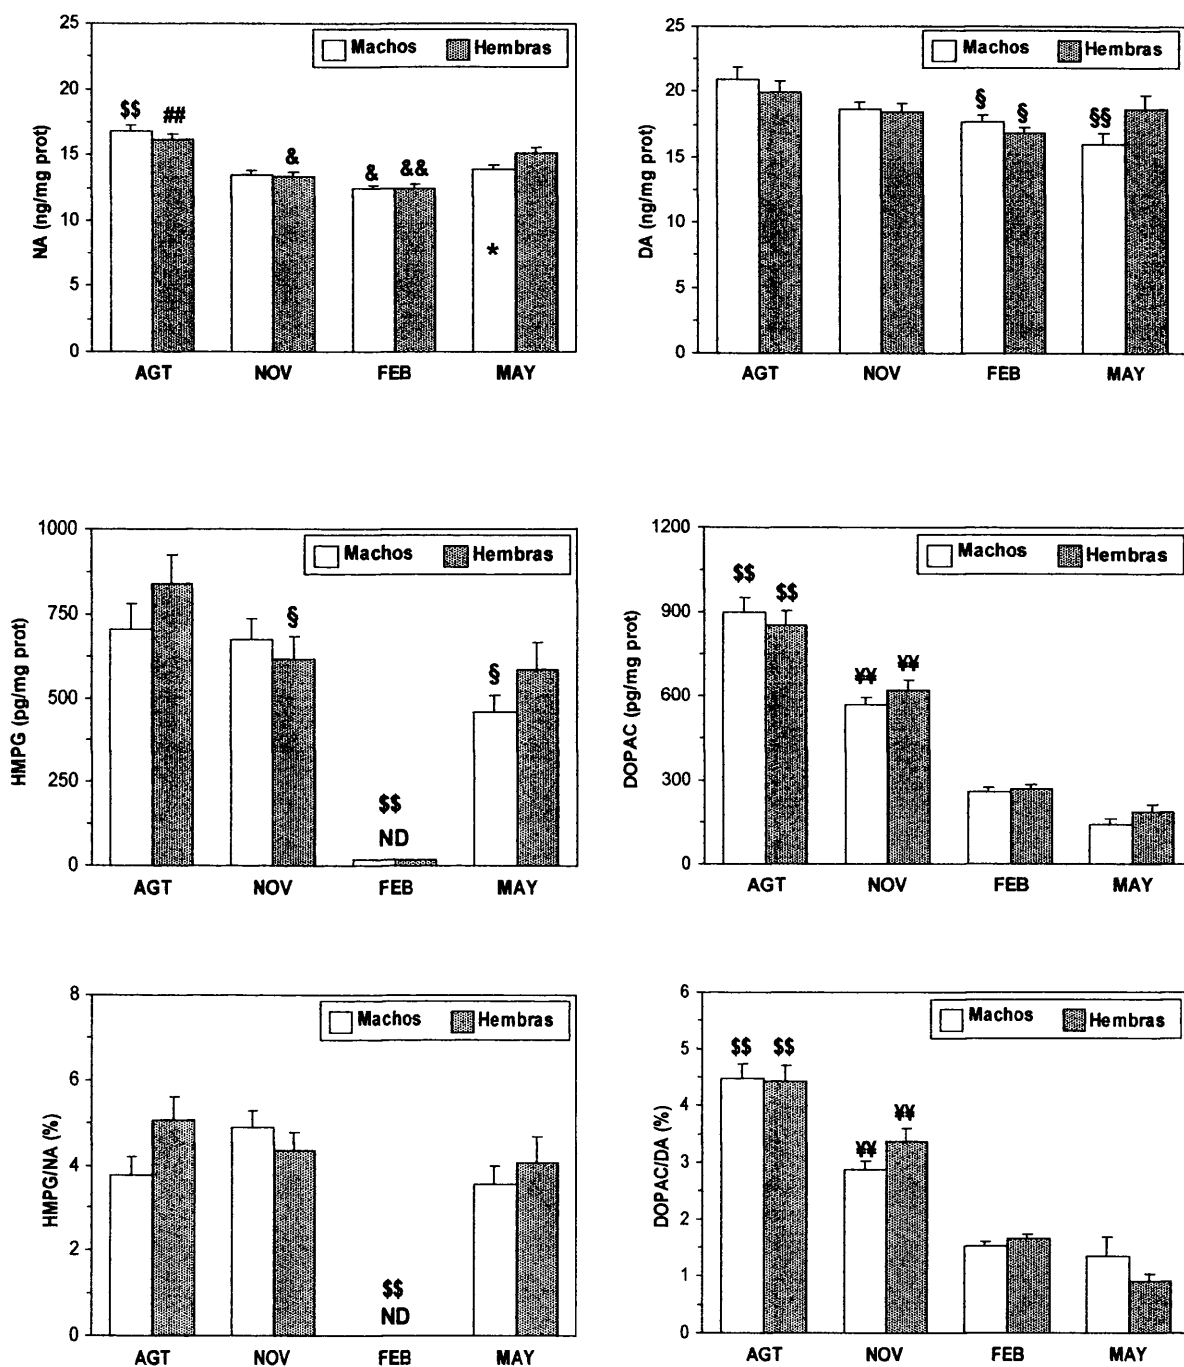 25
20
15
10
5
0
NA (ng/mg prot)
Machos Hembras
$$ ## & & && *
AGT NOV FEB MAY
25
20
15
10
5
0
DA (ng/mg prot)
Machos Hembras
§ § §§
AGT NOV FEB MAY
1000
750
500
250
0
HMPG (pg/mg prot)
Machos Hembras
§ §
$$
ND
AGT NOV FEB MAY
1200
900
600
300
0
DOPAC (pg/mg prot)
Machos Hembras
$$ $$
¥¥ ¥¥
AGT NOV FEB MAY
8
6
4
2
0
HMPG/NA (%)
Machos Hembras
$$
ND
AGT NOV FEB MAY
6
5
4
3
2
1
0
DOPAC/DA (%)
Machos Hembras
$$ $$
¥¥ ¥¥
AGT NOV FEB MAY